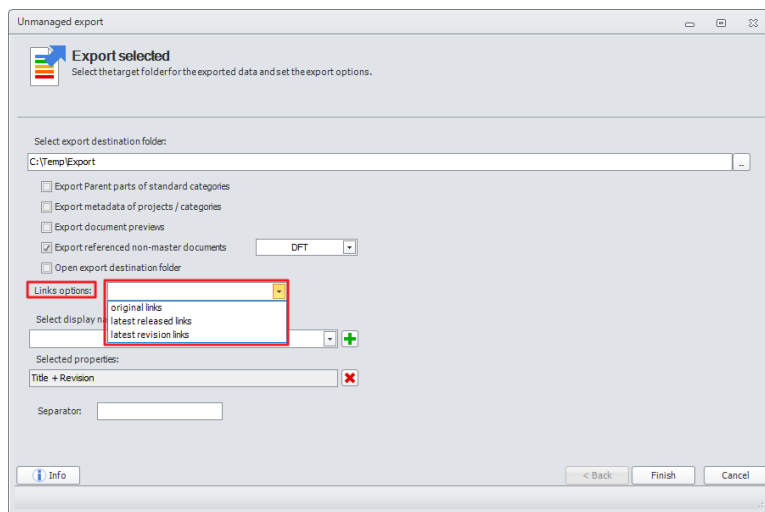 Unmanaged export
Export selected
Select the target folder for the exported data and set the export options.
Select export destination folder:
C:\Temp\Export
..
Export Parent parts of standard categories
Export metadata of projects / categories
Export document previews
Export referenced non-master documents DFT
Open export destination folder
Links options:
original links
latest released links
latest revision links
Select display na
Selected properties:
Title + Revision
Separator:
Info
< Back Finish Cancel